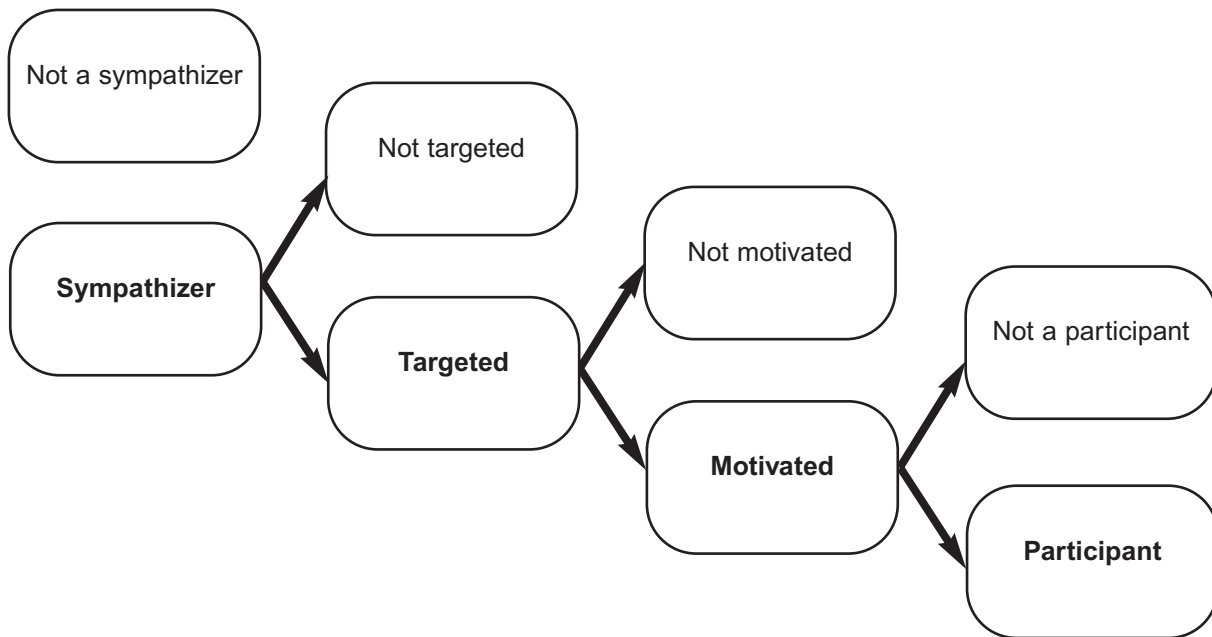 Not a sympathizer
Sympathizer
Not targeted
Targeted
Not motivated
Motivated
Not a participant
Participant